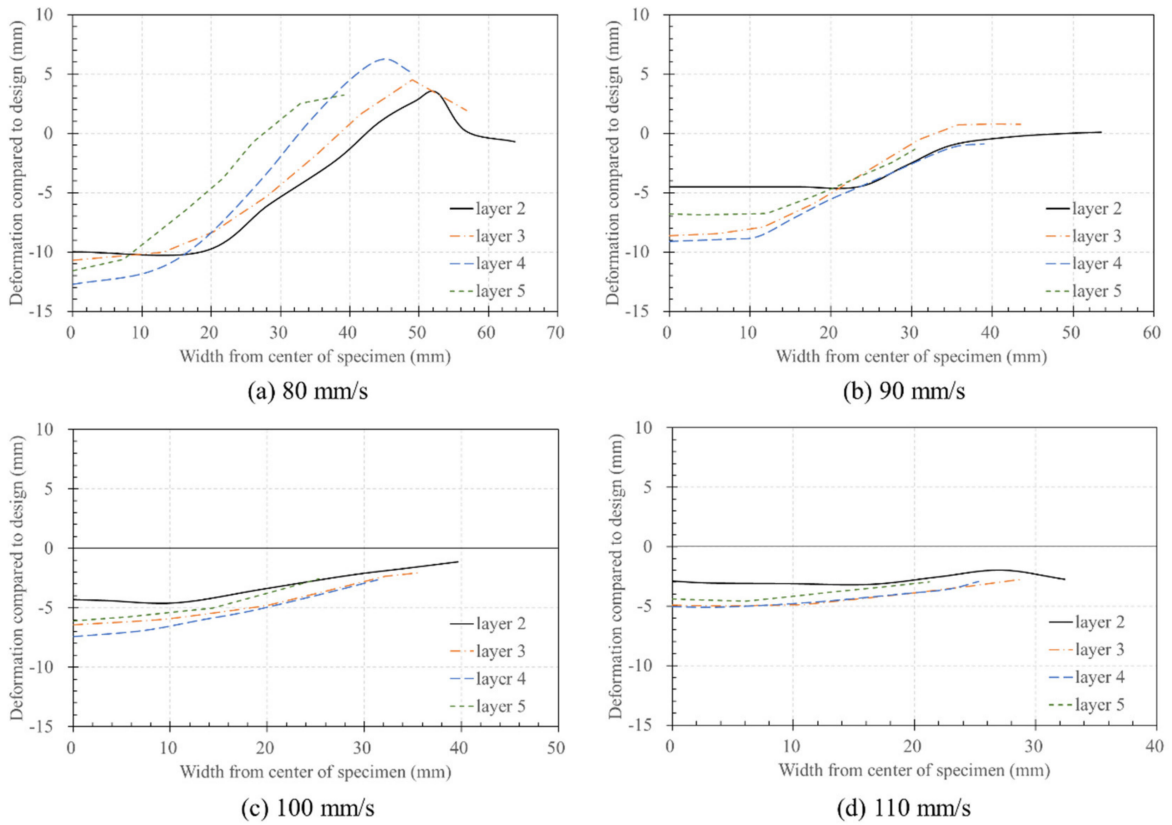 10
5
0
-5
-10
-15
Deformation compared to design (mm)
layer 2
layer 3
layer 4
layer 5
0 10 20 30 40 50 60 70
Width from center of specimen (mm)
(a) 80 mm/s
10
5
0
-5
-10
-15
Deformation compared to design (mm)
layer 2
layer 3
layer 4
layer 5
0 10 20 30 40 50 60
Width from center of specimen (mm)
(b) 90 mm/s
10
5
0
-5
-10
-15
Deformation compared to design (mm)
layer 2
layer 3
layer 4
layer 5
0 10 20 30 40 50
Width from center of specimen (mm)
(c) 100 mm/s
10
5
0
-5
-10
-15
Deformation compared to design (mm)
layer 2
layer 3
layer 4
layer 5
0 10 20 30 40
Width from center of specimen (mm)
(d) 110 mm/s